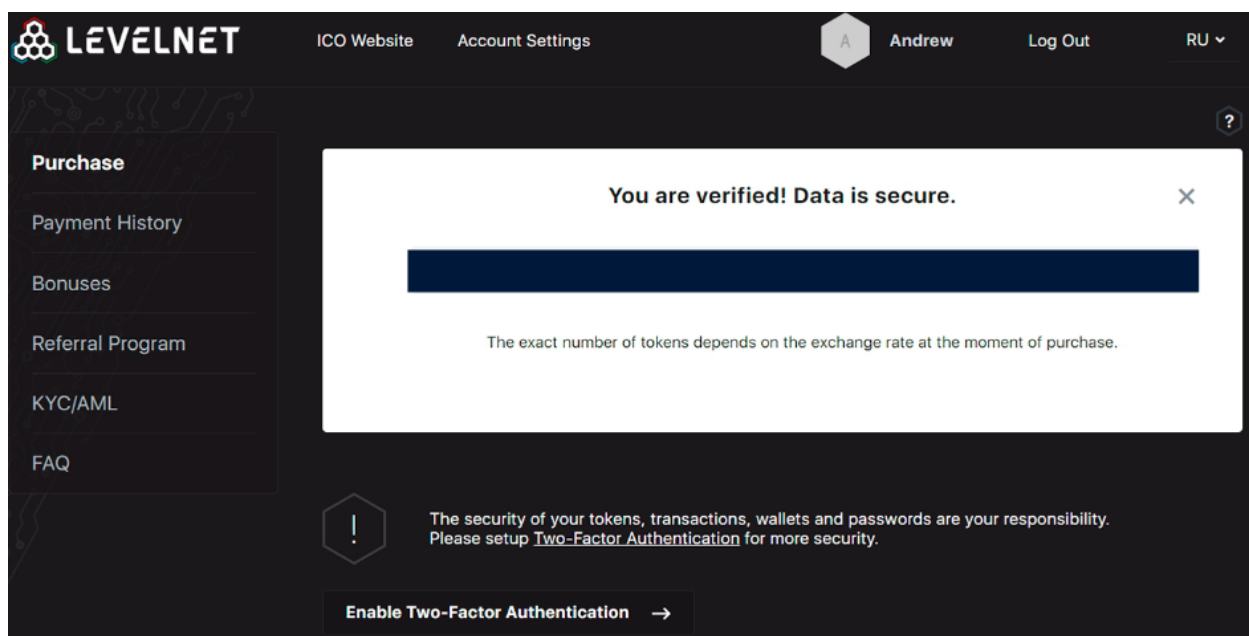 LEVELNET
ICO Website
Account Settings
A
Andrew
Log Out
RU
?
Purchase
Payment History
Bonuses
Referral Program
KYC/AML
FAQ
You are verified! Data is secure.
The exact number of tokens depends on the exchange rate at the moment of purchase.
!
The security of your tokens, transactions, wallets and passwords are your responsibility.
Please setup Two-Factor Authentication for more security.
Enable Two-Factor Authentication →